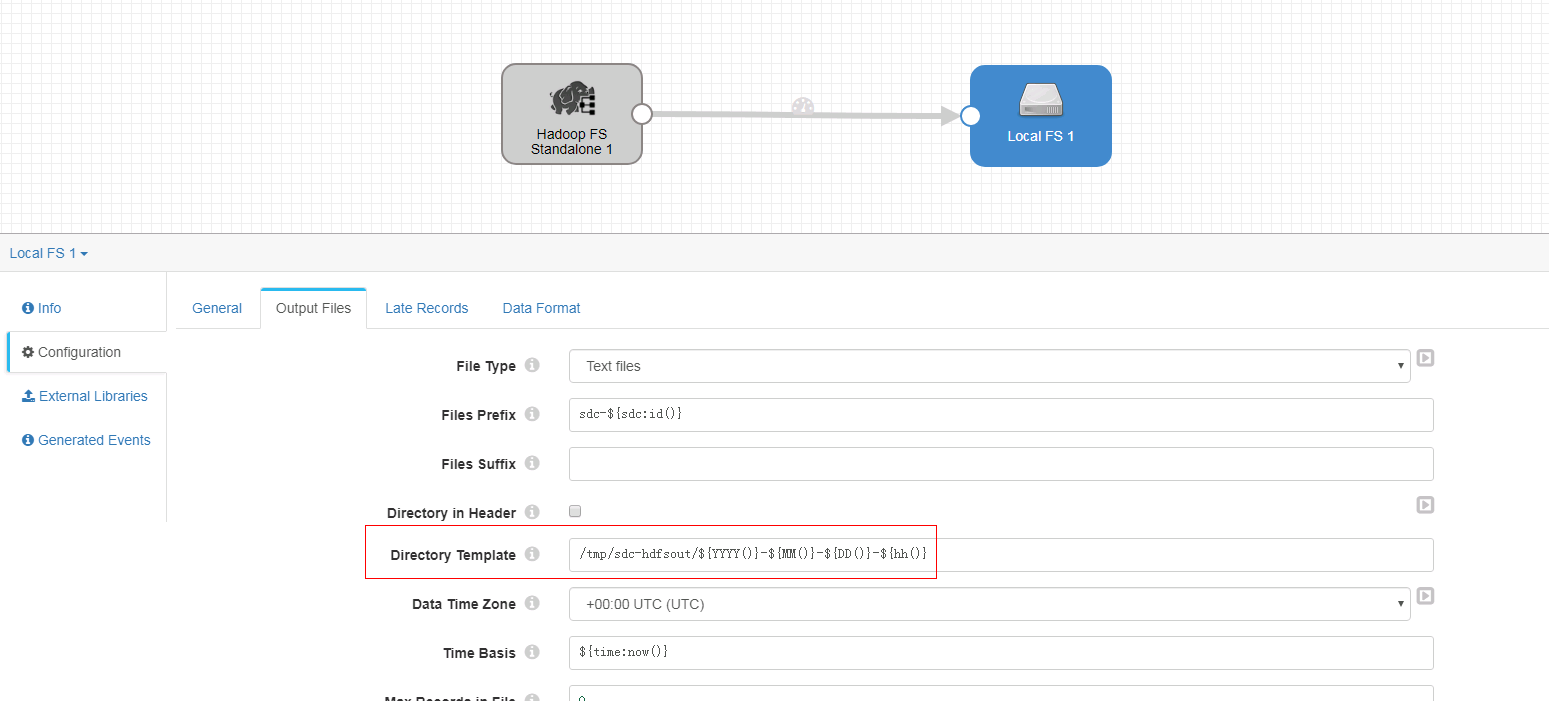 Hadoop FS
Standalone 1
Local FS 1
Local FS 1
Info
Configuration
External Libraries
Generated Events
General
Output Files
Late Records
Data Format
File Type
Text files
Files Prefix
sdc-${sdc:id()}
Files Suffix
Directory in Header
Directory Template
/tmp/sdc-hdfsout/${YYYY()}-${MM()}-${DD()}-${hh()}
Data Time Zone
+00:00 UTC (UTC)
Time Basis
${time:now()}
Max Records in File
0